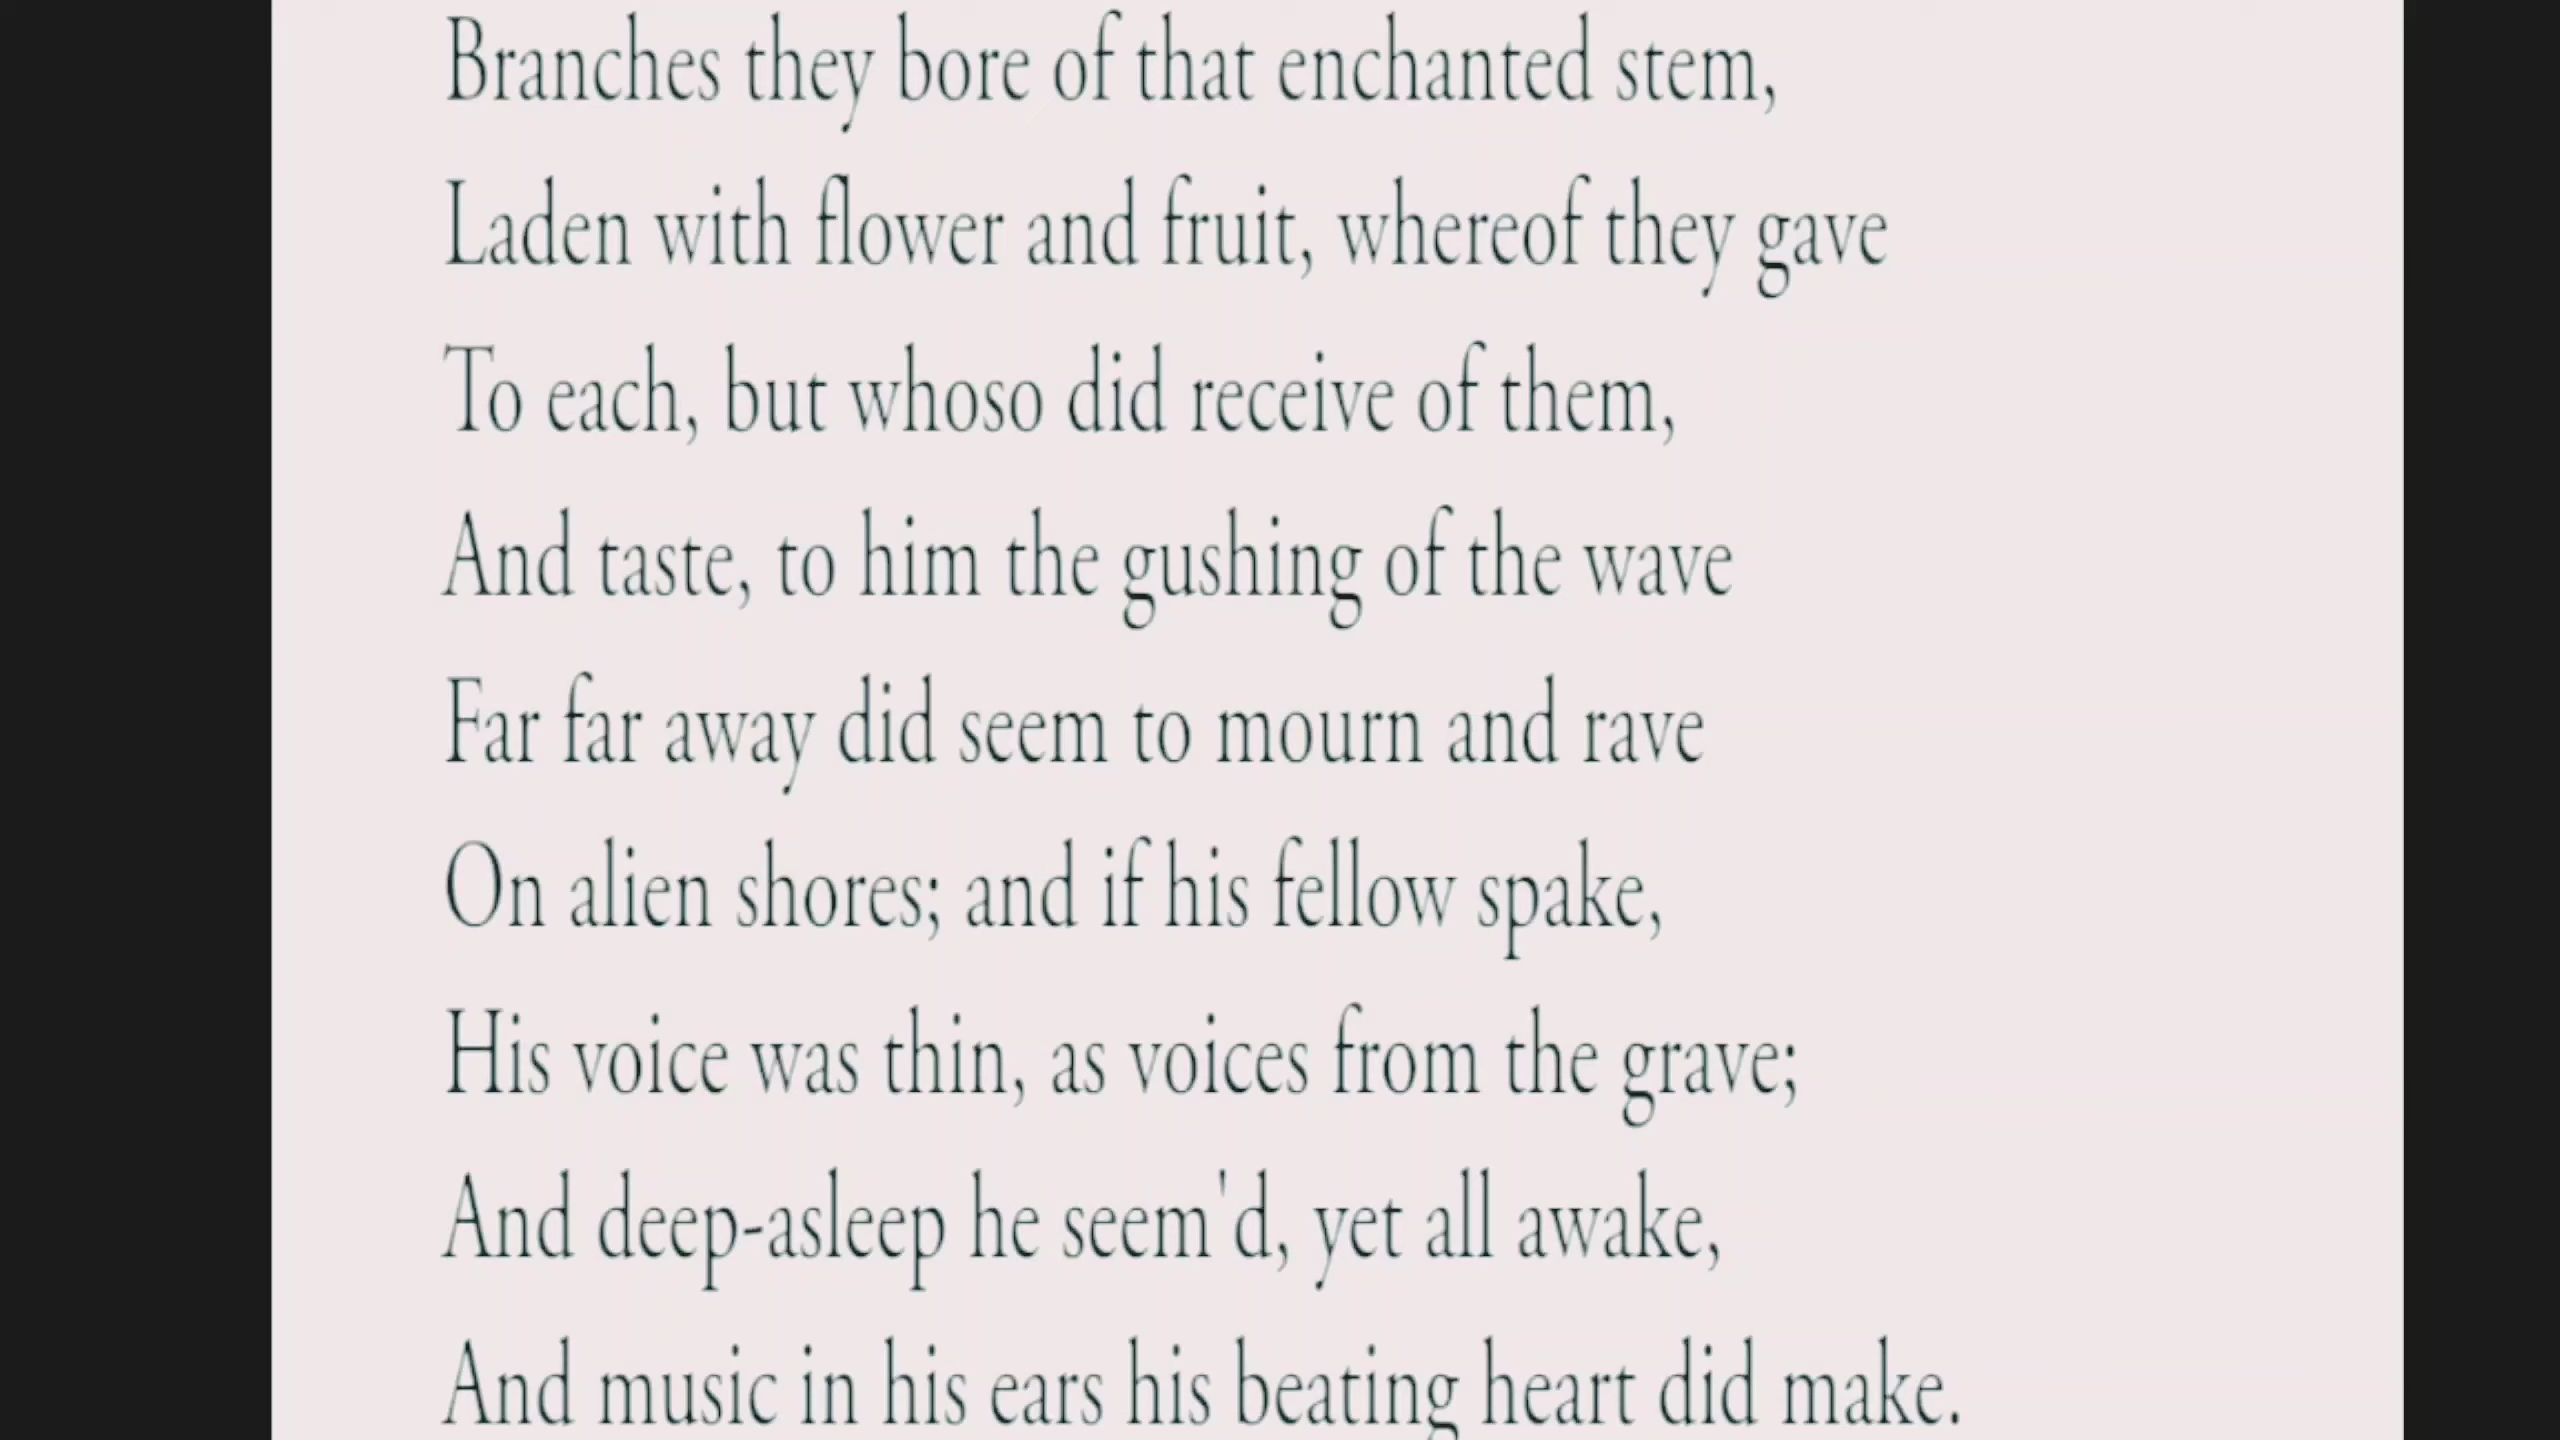 Branches they bore of that enchanted stem,
Laden with flower and fruit, whereof they gave
To each, but whoso did receive of them,
And taste, to him the gushing of the wave
Far far away did seem to mourn and rave
On alien shores; and if his fellow spake,
His voice was thin, as voices from the grave;
And deep-asleep he seem'd, yet all awake,
And music in his ears his beating heart did make.